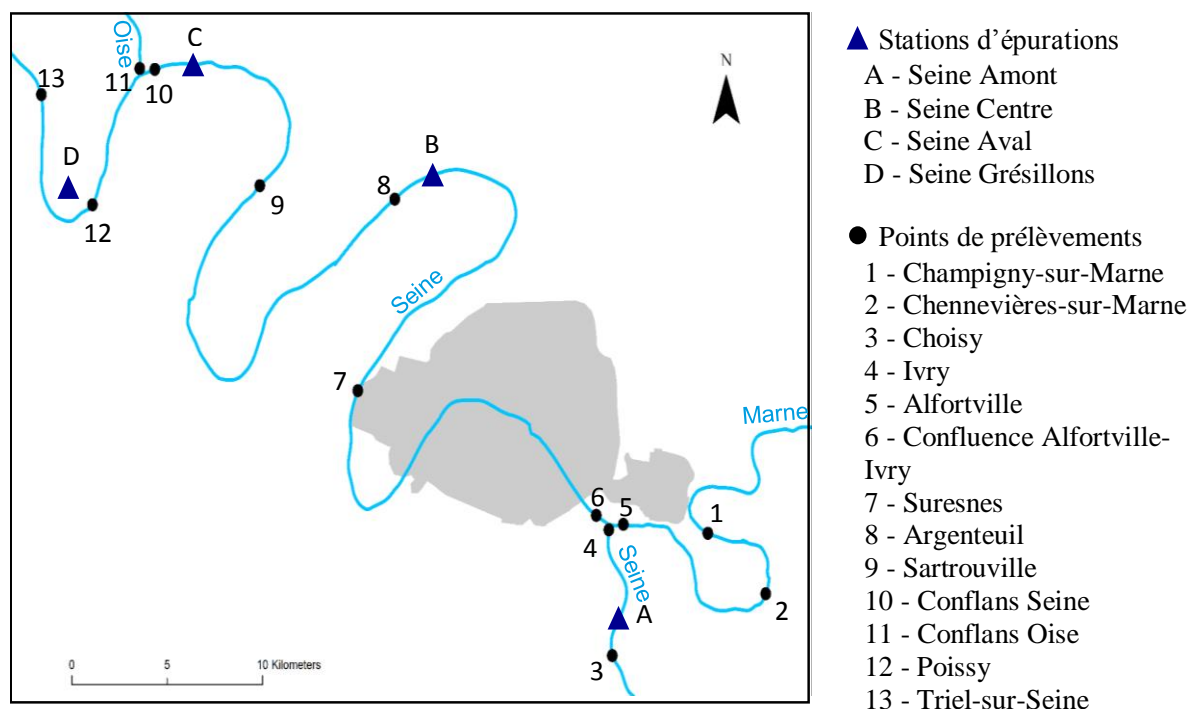 Oise
C
13
11
10
N
B
D
8
9
12
Seine
7
Marne
6
5
1
4
Seine
2
A
0
5
10 Kilometers
3
Stations d'épurations
A - Seine Amont
B - Seine Centre
C - Seine Aval
D - Seine Grésillons
Points de prélèvements
1 - Champigny-sur-Marne
2 - Chennevières-sur-Marne
3 - Choisy
4 - Ivry
5 - Alfortville
6 - Confluence Alfortville-
Ivry
7 - Suresnes
8 - Argenteuil
9 - Sartrouville
10 - Conflans Seine
11 - Conflans Oise
12 - Poissy
13 - Triel-sur-Seine